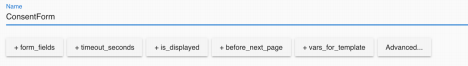 Name
ConsentForm
+ form_fields + timeout_seconds + is_displayed + before_next_page + vars_for_template Advanced...